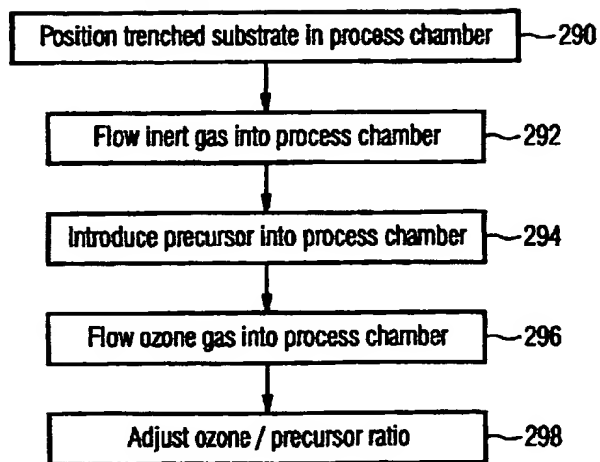 Position trenched substrate in process chamber 290
Flow inert gas into process chamber 292
Introduce precursor into process chamber 294
Flow ozone gas into process chamber 296
Adjust ozone / precursor ratio 298